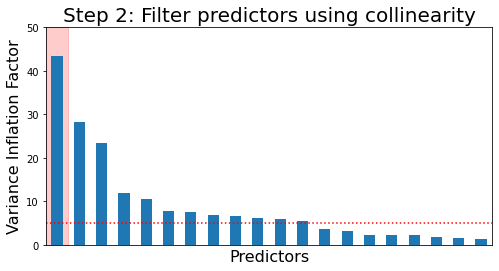 Step 2: Filter predictors using collinearity
Variance Inflation Factor
50
40
30
20
10
0
Predictors